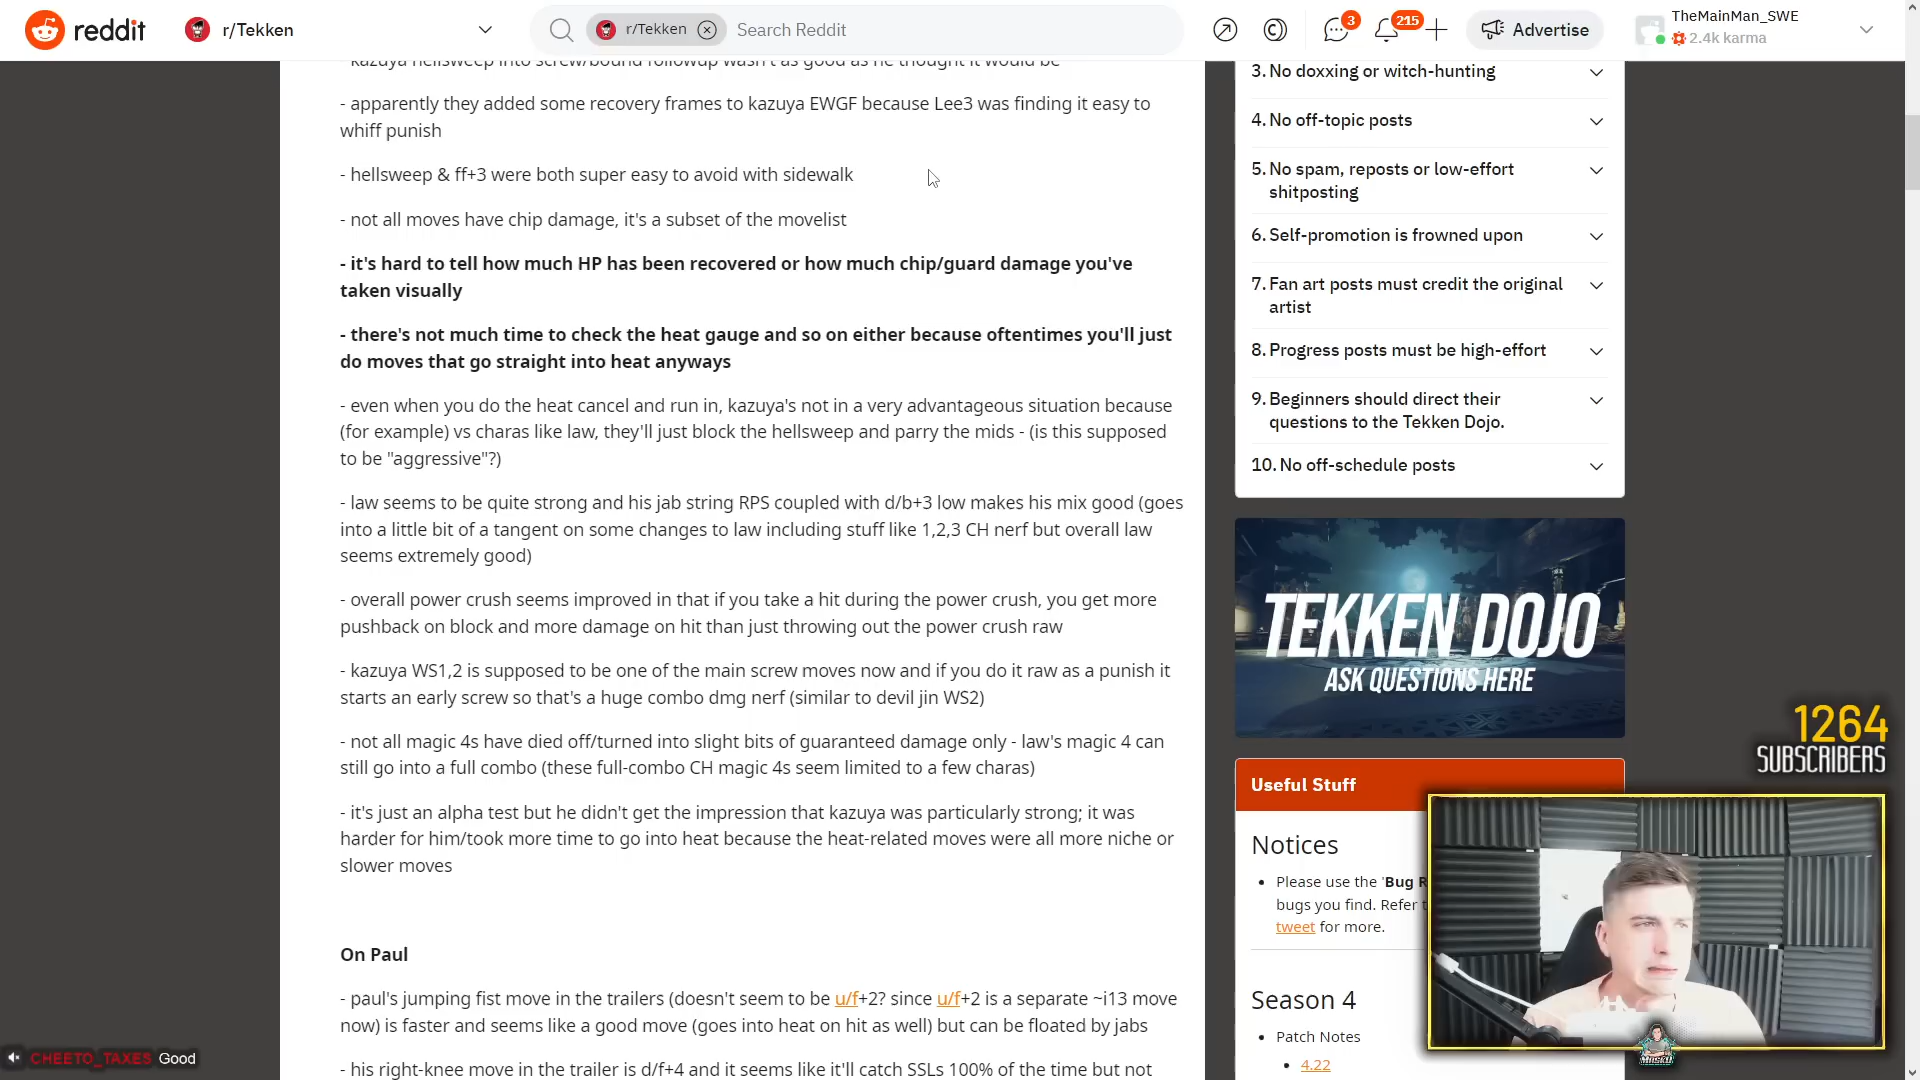 reddit
r/Tekken
r/Tekken
Search Reddit
3
215
Advertise
TheMainMan_SWE
2.4k karma
- kazuya hellsweep into screw/bound followup wasn't as good as he thought it would be
- apparently they added some recovery frames to kazuya EWGF because Lee3 was finding it easy to
whiff punish
- hellsweep & ff+3 were both super easy to avoid with sidewalk
- not all moves have chip damage, it's a subset of the movelist
- it's hard to tell how much HP has been recovered or how much chip/guard damage you've
taken visually
- there's not much time to check the heat gauge and so on either because oftentimes you'll just
do moves that go straight into heat anyways
- even when you do the heat cancel and run in, kazuya's not in a very advantageous situation because
(for example) vs charas like law, they'll just block the hellsweep and parry the mids - (is this supposed
to be "aggressive"?)
- law seems to be quite strong and his jab string RPS coupled with d/b+3 low makes his mix good (goes
into a little bit of a tangent on some changes to law including stuff like 1,2,3 CH nerf but overall law
seems extremely good)
- overall power crush seems improved in that if you take a hit during the power crush, you get more
pushback on block and more damage on hit than just throwing out the power crush raw
- kazuya WS1,2 is supposed to be one of the main screw moves now and if you do it raw as a punish it
starts an early screw so that's a huge combo dmg nerf (similar to devil jin WS2)
- not all magic 4s have died off/turned into slight bits of guaranteed damage only - law's magic 4 can
still go into a full combo (these full-combo CH magic 4s seem limited to a few charas)
- it's just an alpha test but he didn't get the impression that kazuya was particularly strong; it was
harder for him/took more time to go into heat because the heat-related moves were all more niche or
slower moves
On Paul
- paul's jumping fist move in the trailers (doesn't seem to be u/f+2? since u/f+2 is a separate ~i13 move
now) is faster and seems like a good move (goes into heat on hit as well) but can be floated by jabs
- his right-knee move in the trailer is d/f+4 and it seems like it'll catch SSLs 100% of the time but not
3. No doxxing or witch-hunting
4. No off-topic posts
5. No spam, reposts or low-effort
shitposting
6. Self-promotion is frowned upon
7. Fan art posts must credit the original
artist
8. Progress posts must be high-effort
9. Beginners should direct their
questions to the Tekken Dojo.
10. No off-schedule posts
TEKKEN DOJO
ASK QUESTIONS HERE
Useful Stuff
Notices
• Please use the 'Bug R
bugs you find. Refer t
tweet for more.
Season 4
• Patch Notes
• 4.22
1264
SUBSCRIBERS
CHEETO_TAXES Good